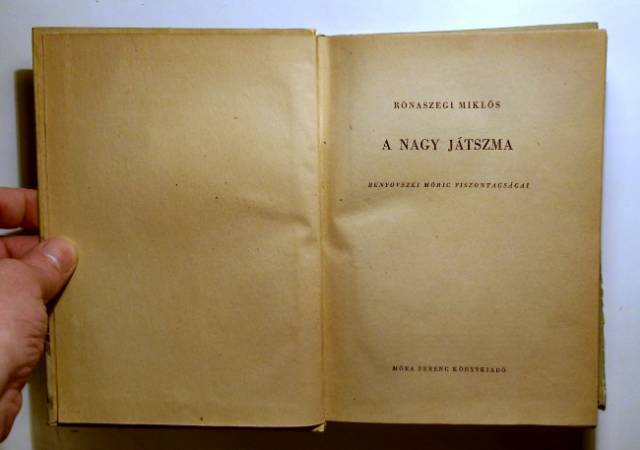 RÓNASZEGI MIKLÓS
A NAGY JÁTSZMA
BENYOVSZKI MÓRIC VISZONTAGSÁGAI
MÓRA FERENC KÖNYVKIADÓ